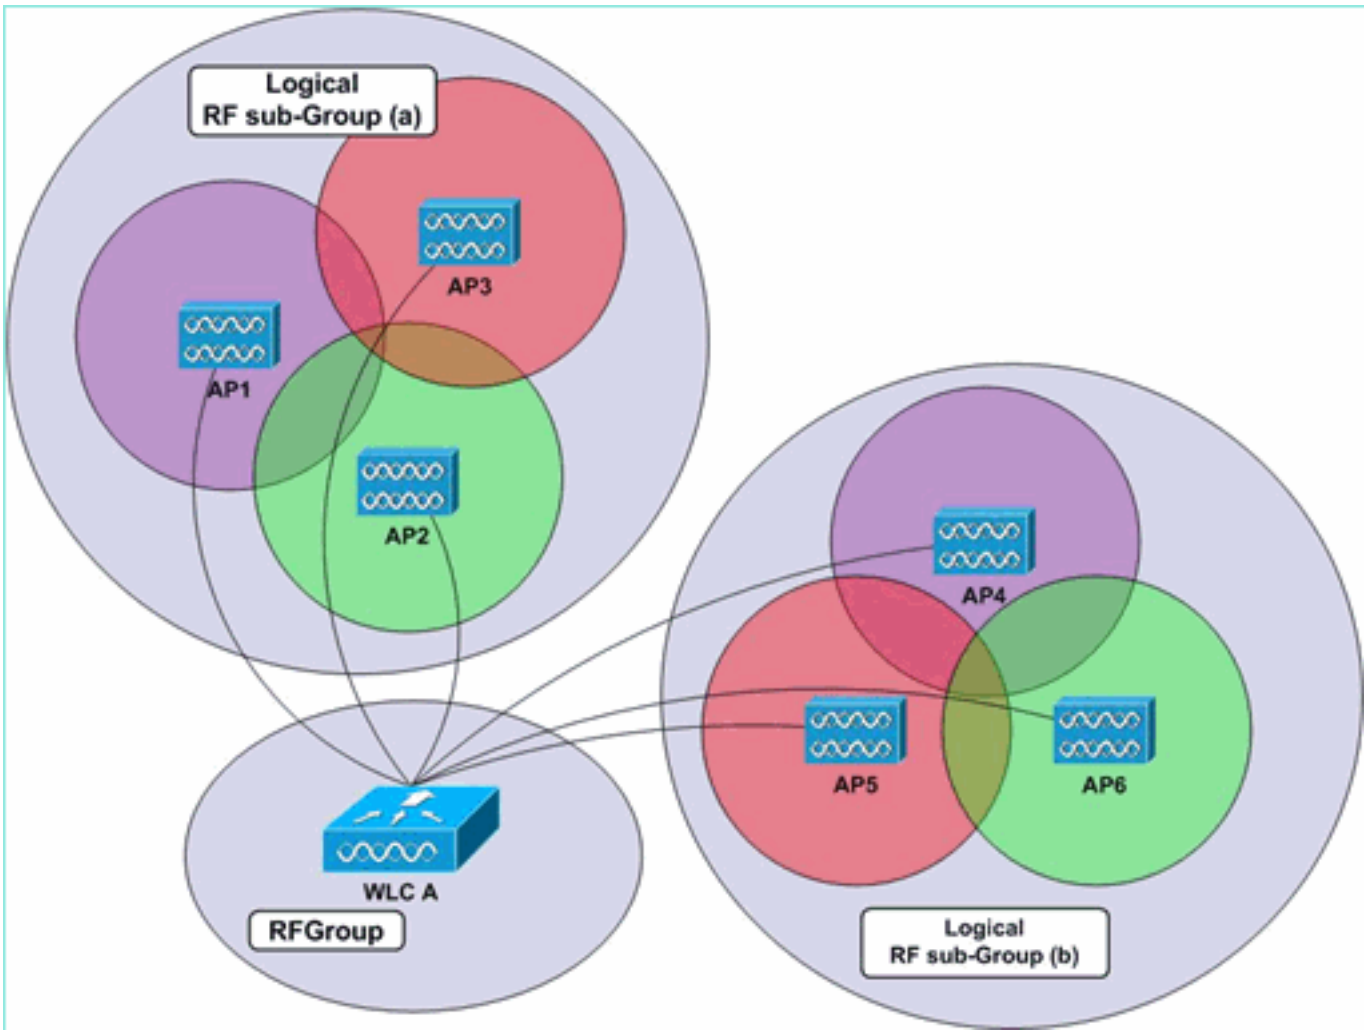 Logical
RF sub-Group (a)
AP3
AP1
AP2
AP4
AP5
AP6
WLC A
RFGroup
Logical
RF sub-Group (b)